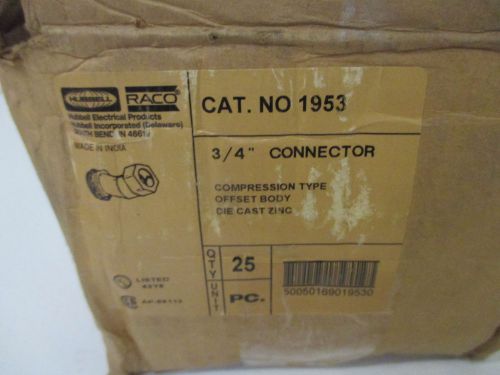 HUBBELL
RACO
Hubbell Electrical Products
Hubbell Incorporated (Delaware)
SOUTH BEND, IN 46619
MADE IN INDIA
CAT. NO 1953
3/4" CONNECTOR
COMPRESSION TYPE
OFFSET BODY
DIE CAST ZINC
LISTED
QTY
25
UNIT
PC.
50050169019530